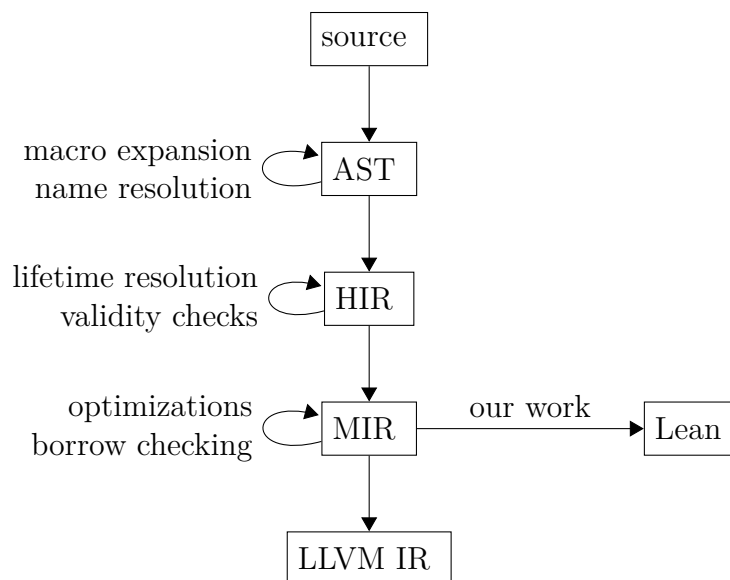 source
macro expansion
name resolution
AST
lifetime resolution
validity checks
HIR
optimizations
borrow checking
MIR
our work
Lean
LLVM IR